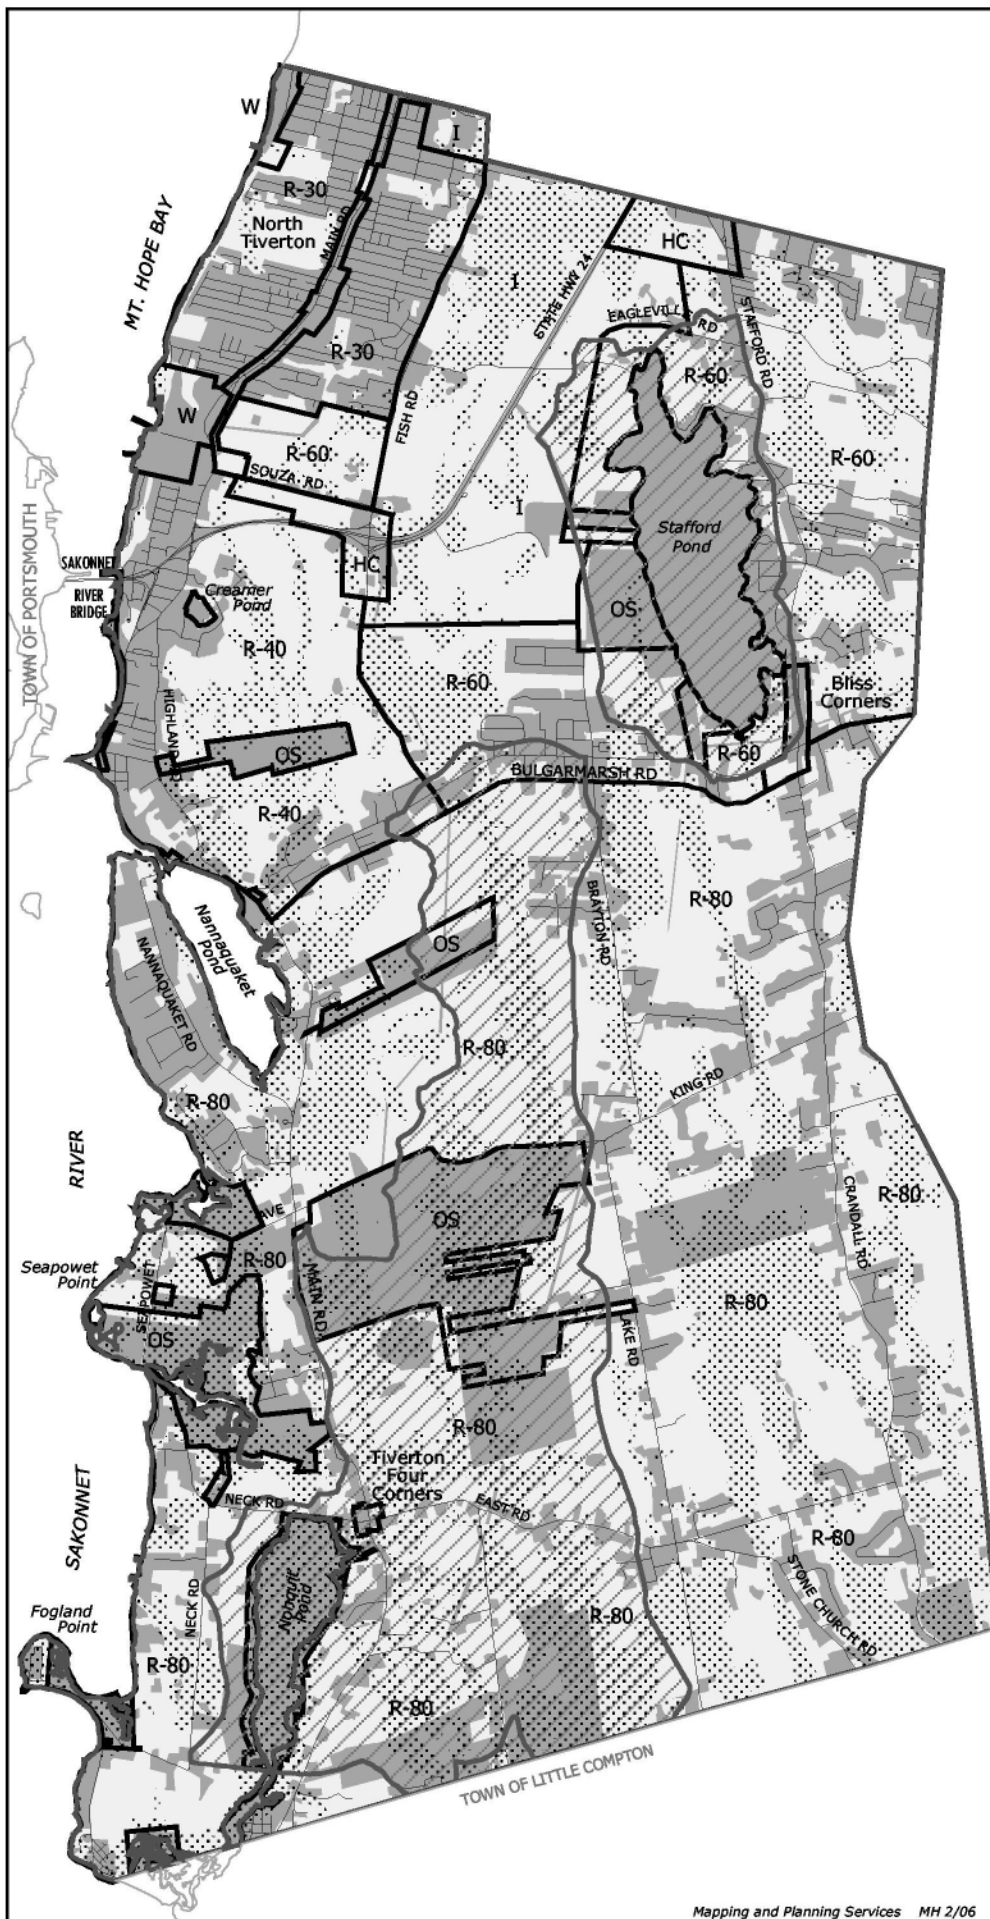 W
I
R-30
North
Tiverton
MAIN RD
MT. HOPE BAY
HC
STATE HWY 24
I
EAGLEVILLE RD
STAFFORD RD
R-30
R-60
FISH RD
W
R-60
SOUZA RD
R-60
I
Stafford
Pond
TOWN OF PORTSMOUTH
SAKONNET
RIVER
BRIDGE
HC
Creamer
Pond
OS
R-40
R-60
Bliss
Corners
HIGHLAND RD
OS
R-60
BULGARMARSH RD
R-40
R-80
BRAYTON RD
Nannaquaket
Pond
NANNAQUAKET RD
OS
R-80
KING RD
R-80
RIVER
CRANDALL RD
R-80
AVE
OS
R-80
Seapowet
Point
SEAPOWET
MAIN RD
R-80
OS
LAKE RD
R-80
Tiverton
Four
Corners
NECK RD
EAST RD
SAKONNET
R-80
STONE CHURCH RD
Nonquit
Pond
NECK RD
Fogland
Point
R-80
R-80
R-80
TOWN OF LITTLE COMPTON
Mapping and Planning Services MH 2/06